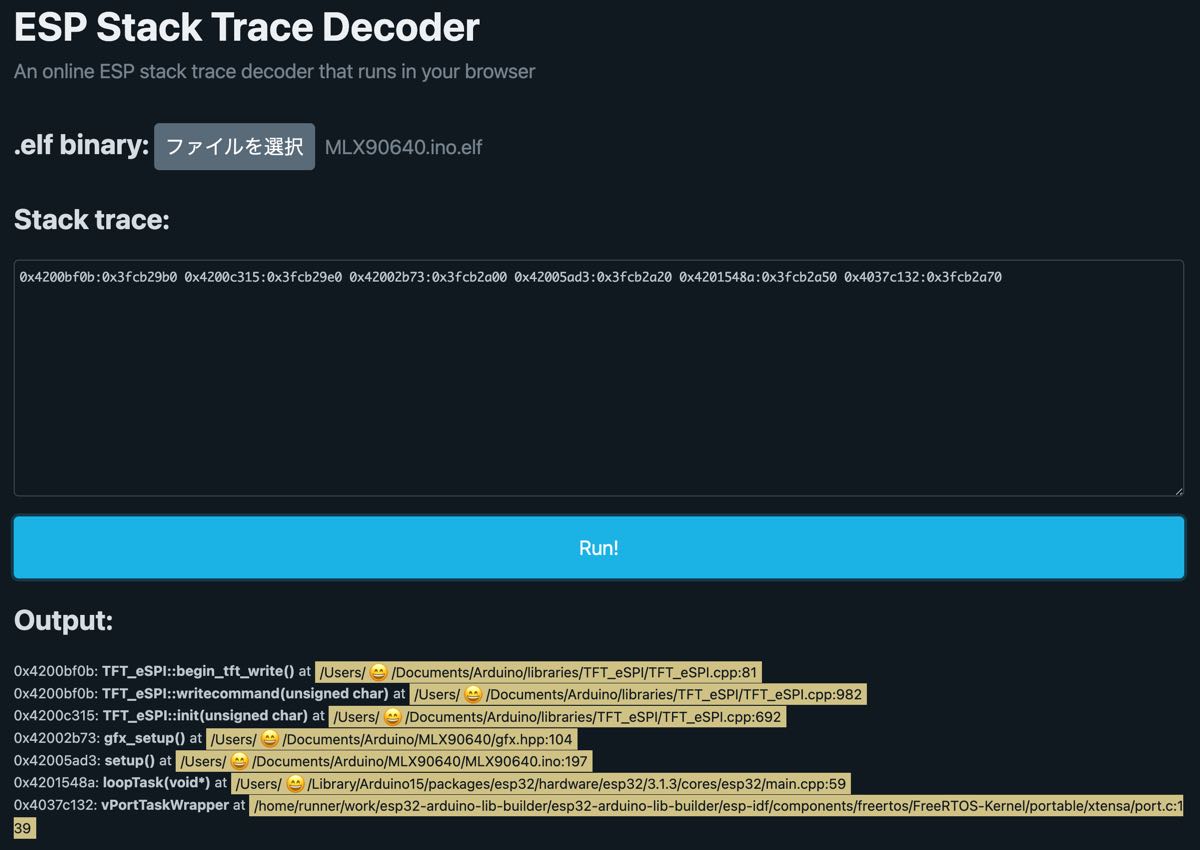 ESP Stack Trace Decoder
An online ESP stack trace decoder that runs in your browser
.elf binary: ファイルを選択 MLX90640.ino.elf
Stack trace:
0x4200bf0b:0x3fcb29b0 0x4200c315:0x3fcb29e0 0x42002b73:0x3fcb2a00 0x42005ad3:0x3fcb2a20 0x4201548a:0x3fcb2a50 0x4037c132:0x3fcb2a70
Run!
Output:
0x4200bf0b: TFT_eSPI::begin_tft_write() at /Users/😄/Documents/Arduino/libraries/TFT_eSPI/TFT_eSPI.cpp:81
0x4200bf0b: TFT_eSPI::writecommand(unsigned char) at /Users/😄/Documents/Arduino/libraries/TFT_eSPI/TFT_eSPI.cpp:982
0x4200c315: TFT_eSPI::init(unsigned char) at /Users/😄/Documents/Arduino/libraries/TFT_eSPI/TFT_eSPI.cpp:692
0x42002b73: gfx_setup() at /Users/😄/Documents/Arduino/MLX90640/gfx.hpp:104
0x42005ad3: setup() at /Users/😄/Documents/Arduino/MLX90640/MLX90640.ino:197
0x4201548a: loopTask(void*) at /Users/😄/Library/Arduino15/packages/esp32/hardware/esp32/3.1.3/cores/esp32/main.cpp:59
0x4037c132: vPortTaskWrapper at /home/runner/work/esp32-arduino-lib-builder/esp32-arduino-lib-builder/esp-idf/components/freertos/FreeRTOS-Kernel/portable/xtensa/port.c:1
39